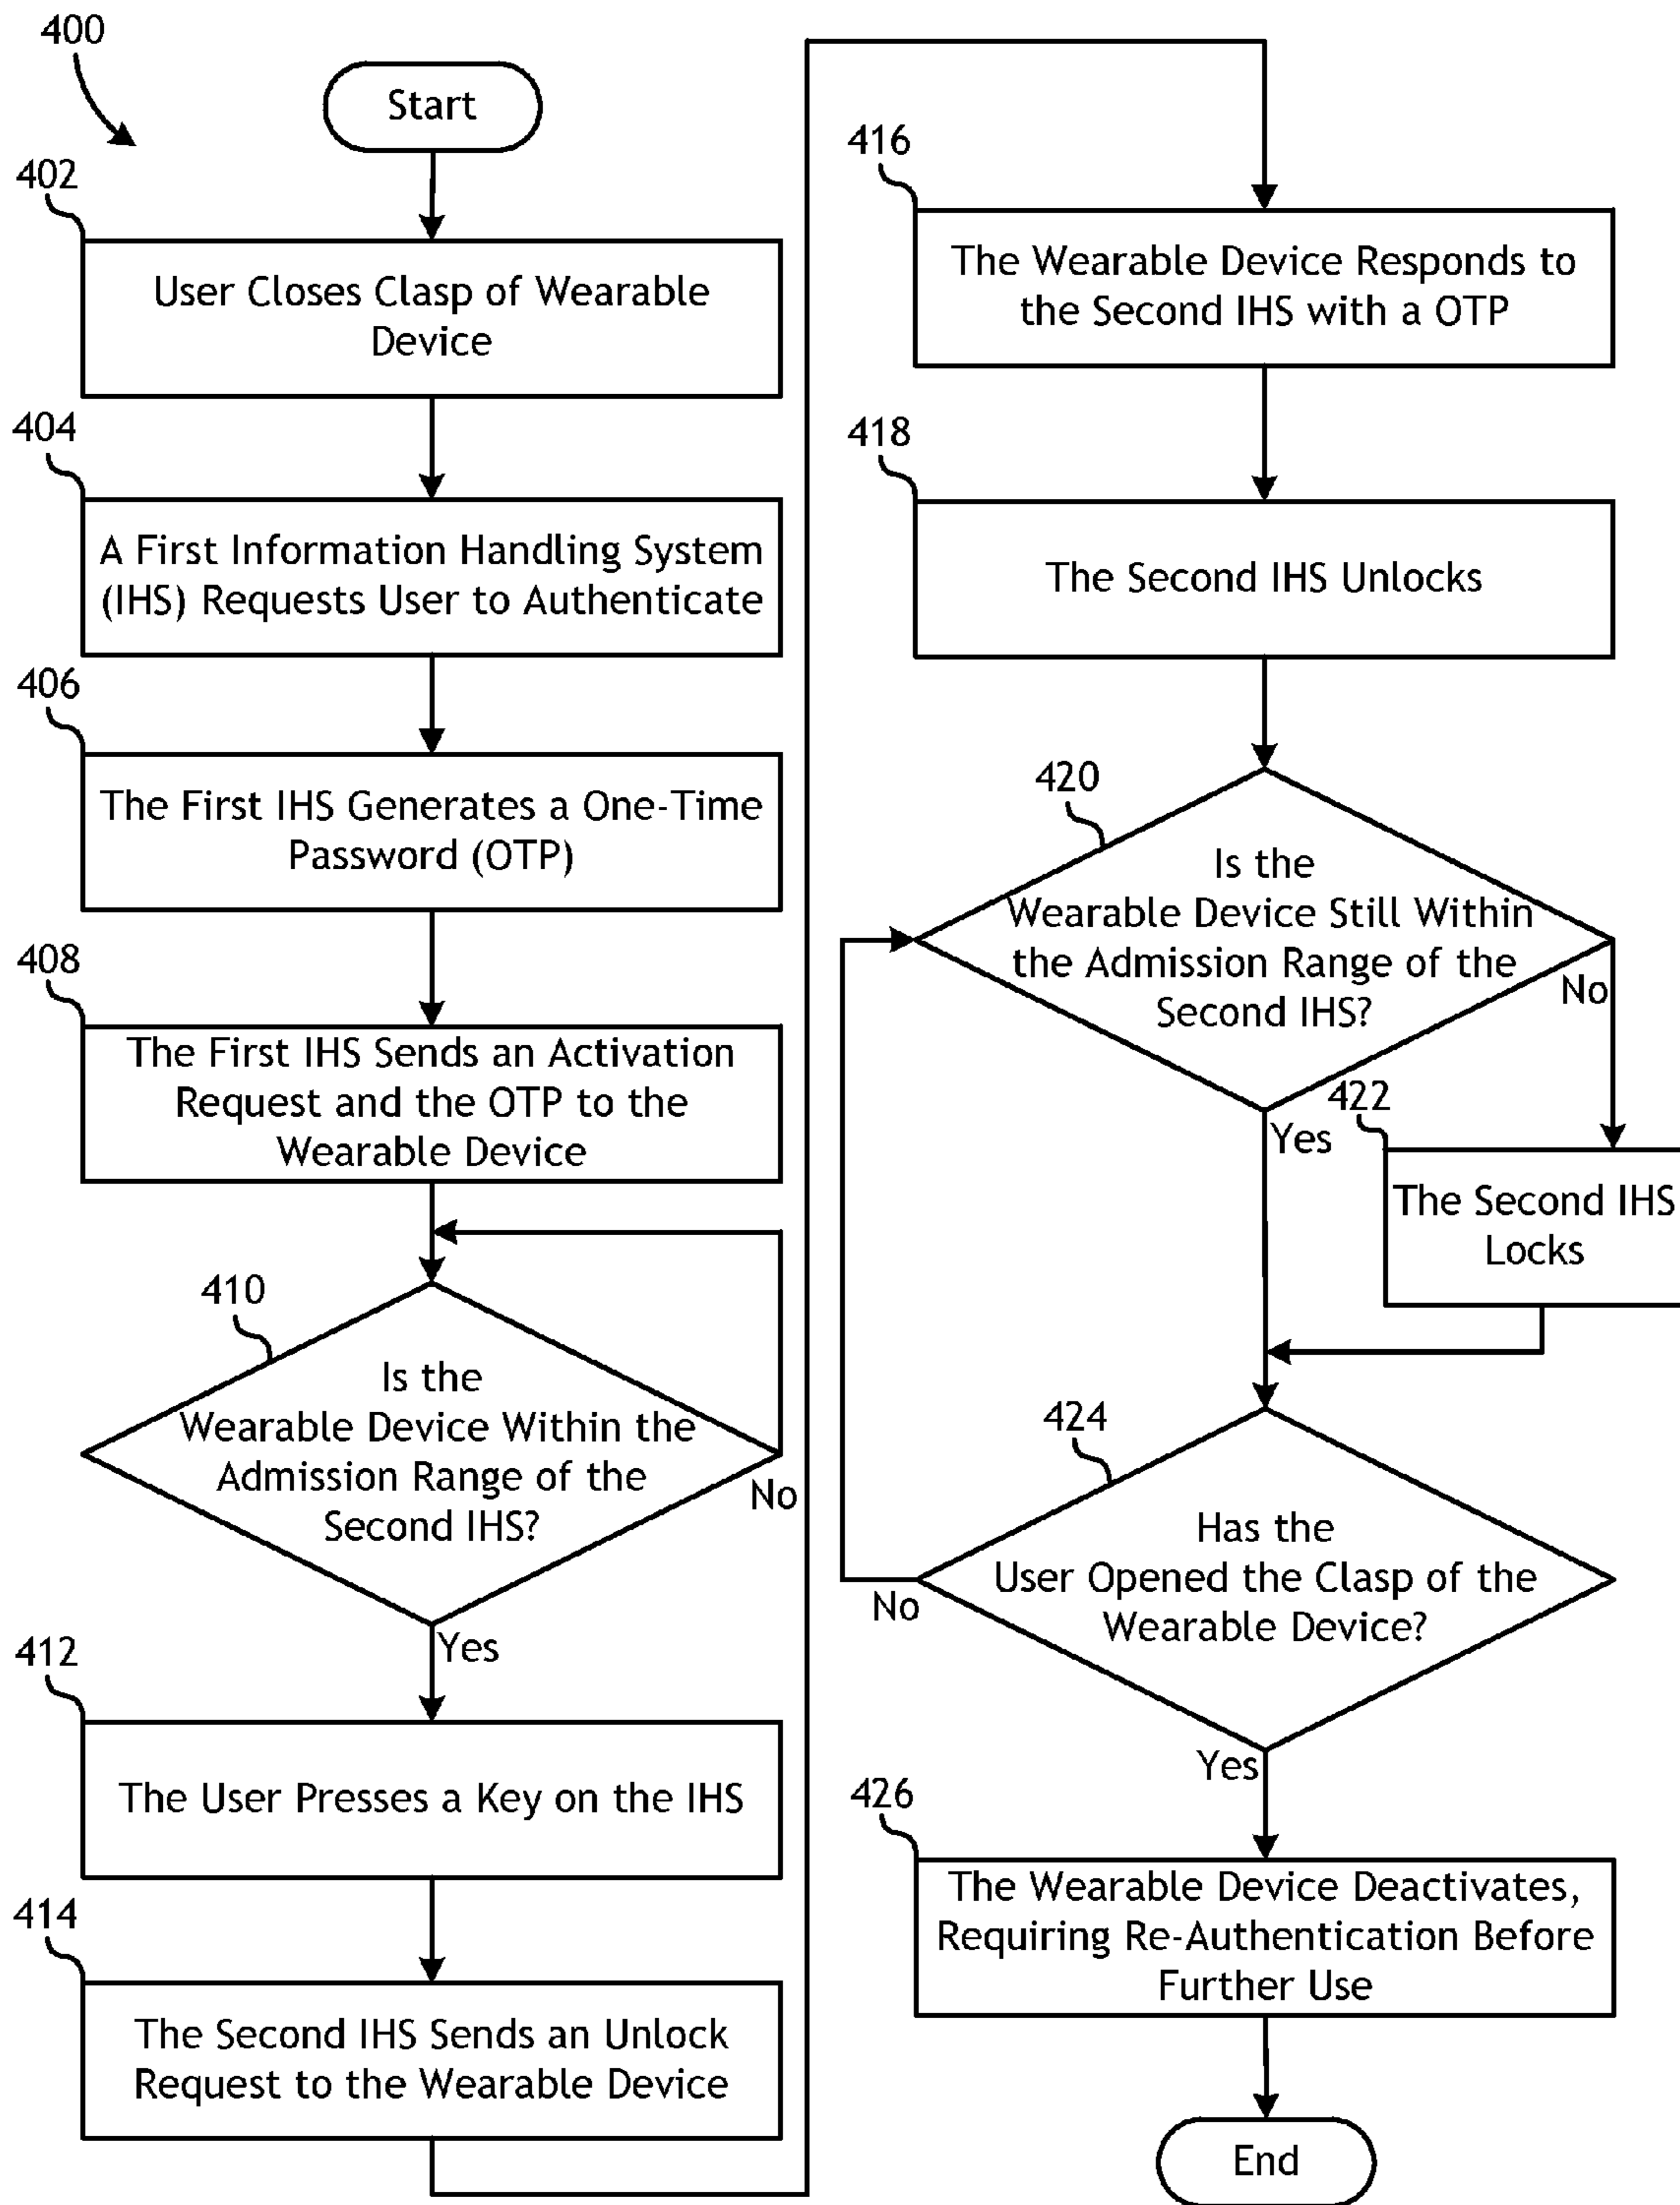 400
Start
402
User Closes Clasp of Wearable
Device
404
A First Information Handling System
(IHS) Requests User to Authenticate
406
The First IHS Generates a One-Time
Password (OTP)
408
The First IHS Sends an Activation
Request and the OTP to the
Wearable Device
410
Is the
Wearable Device Within the
Admission Range of the
Second IHS?
No
Yes
412
The User Presses a Key on the IHS
414
The Second IHS Sends an Unlock
Request to the Wearable Device
416
The Wearable Device Responds to
the Second IHS with a OTP
418
The Second IHS Unlocks
420
Is the
Wearable Device Still Within
the Admission Range of the
Second IHS?
No
Yes
422
The Second IHS
Locks
424
Has the
User Opened the Clasp of the
Wearable Device?
No
Yes
426
The Wearable Device Deactivates,
Requiring Re-Authentication Before
Further Use
End